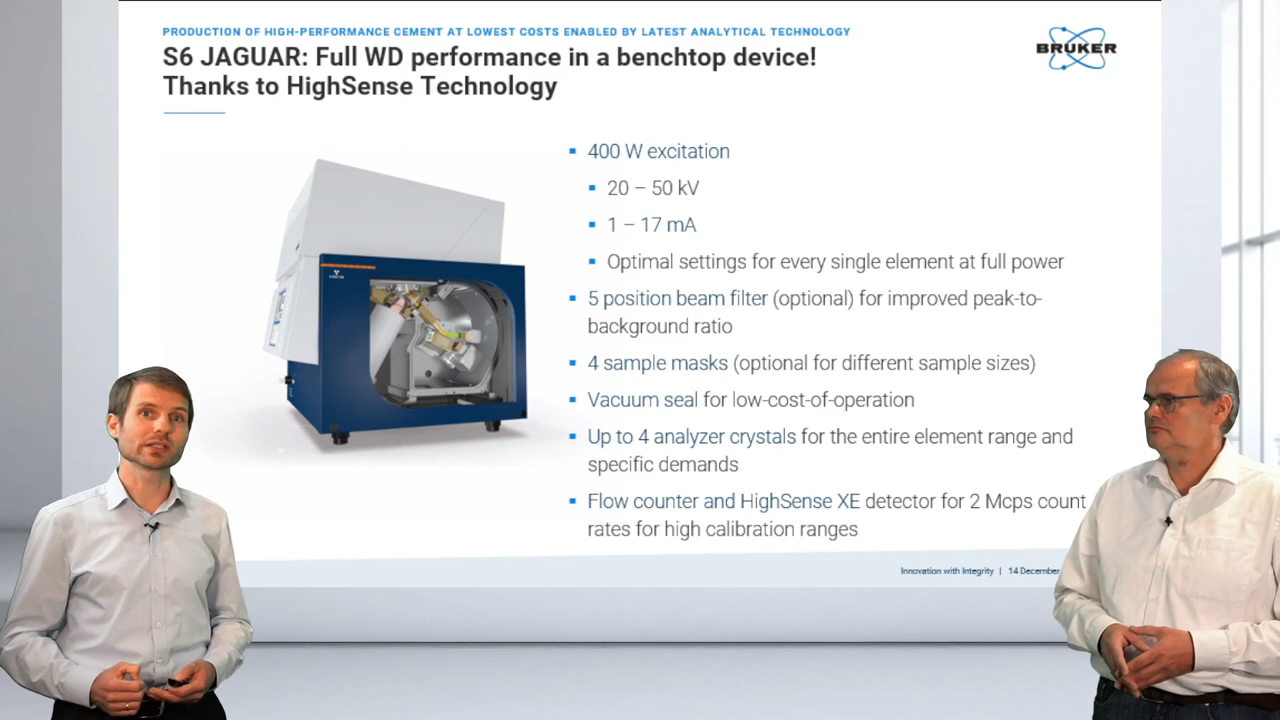 PRODUCTION OF HIGH-PERFORMANCE CEMENT AT LOWEST COSTS ENABLED BY LATEST ANALYTICAL TECHNOLOGY
S6 JAGUAR: Full WD performance in a benchtop device!
Thanks to HighSense Technology
BRUKER
400 W excitation
20 – 50 kV
1 – 17 mA
Optimal settings for every single element at full power
5 position beam filter (optional) for improved peak-to-
background ratio
4 sample masks (optional for different sample sizes)
Vacuum seal for low-cost-of-operation
Up to 4 analyzer crystals for the entire element range and
specific demands
Flow counter and HighSense XE detector for 2 Mcps count
rates for high calibration ranges
Innovation with Integrity | 14 December